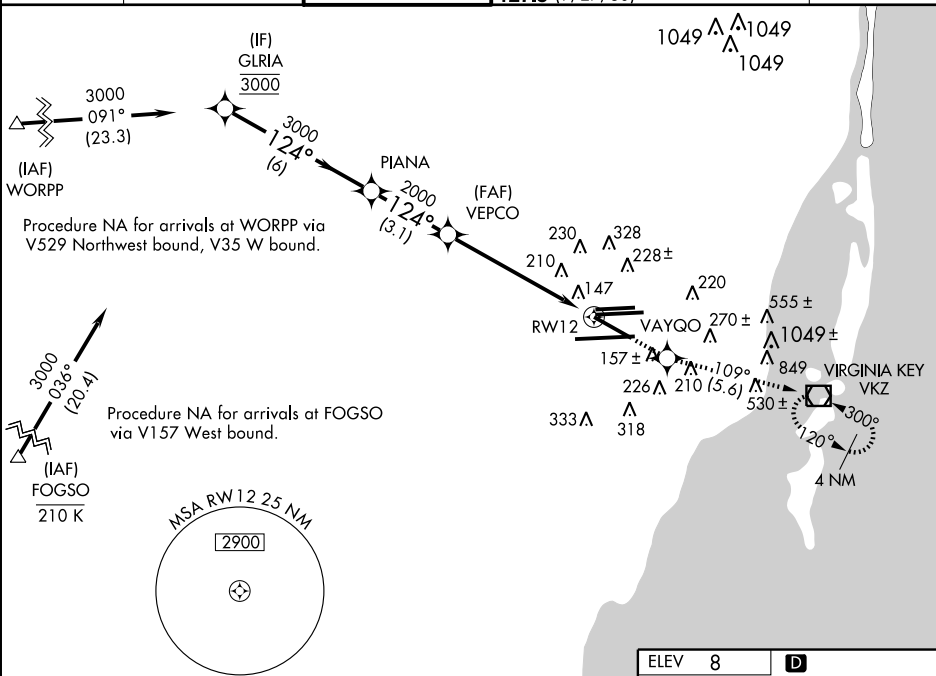 1049
1049
1049
(IF)
GLRIA
3000
3000
091°
(23.3)
(IAF)
WORPP
3000
124°
(6)
PIANA
2000
124°
(3.1)
(FAF)
VEPCO
Procedure NA for arrivals at WORPP via
V529 Northwest bound, V35 W bound.
230
328
210
228 ±
147
220
RW12
VAYQO
270 ±
555 ±
1049 ±
157 ±
849
VIRGINIA KEY
VKZ
109°
(5.6)
226
210
530 ±
333
318
300°
120°
4 NM
3000
036°
(20.4)
Procedure NA for arrivals at FOGSO
via V157 West bound.
(IAF)
FOGSO
210 K
MSA RW12 25 NM
2900
ELEV 8
D